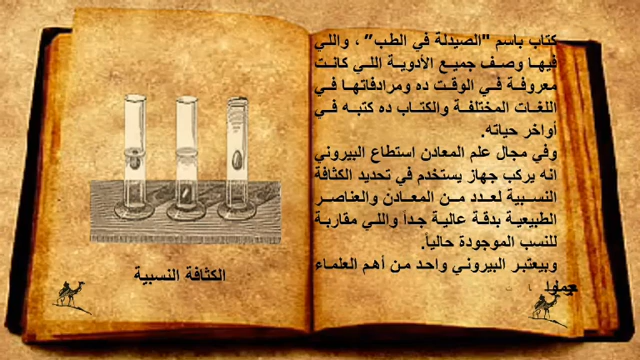 كتاب باسم "الصيدلة في الطب" ، واللي
فيها وصف جميع الأدوية اللي كانت
معروفة في الوقت ده ومرادفاتها في
اللغات المختلفة والكتاب ده كتبه في
أواخر حياته.
وفي مجال علم المعادن استطاع البيروني
انه يركب جهاز يستخدم في تحديد الكثافة
النسبية لعدد من المعادن والعناصر
الطبيعية بدقة عالية جداً واللي مقاربة
للنسب الموجودة حالياً.
وبيعتبر البيروني واحد من أهم العلماء
الكثافة النسبية